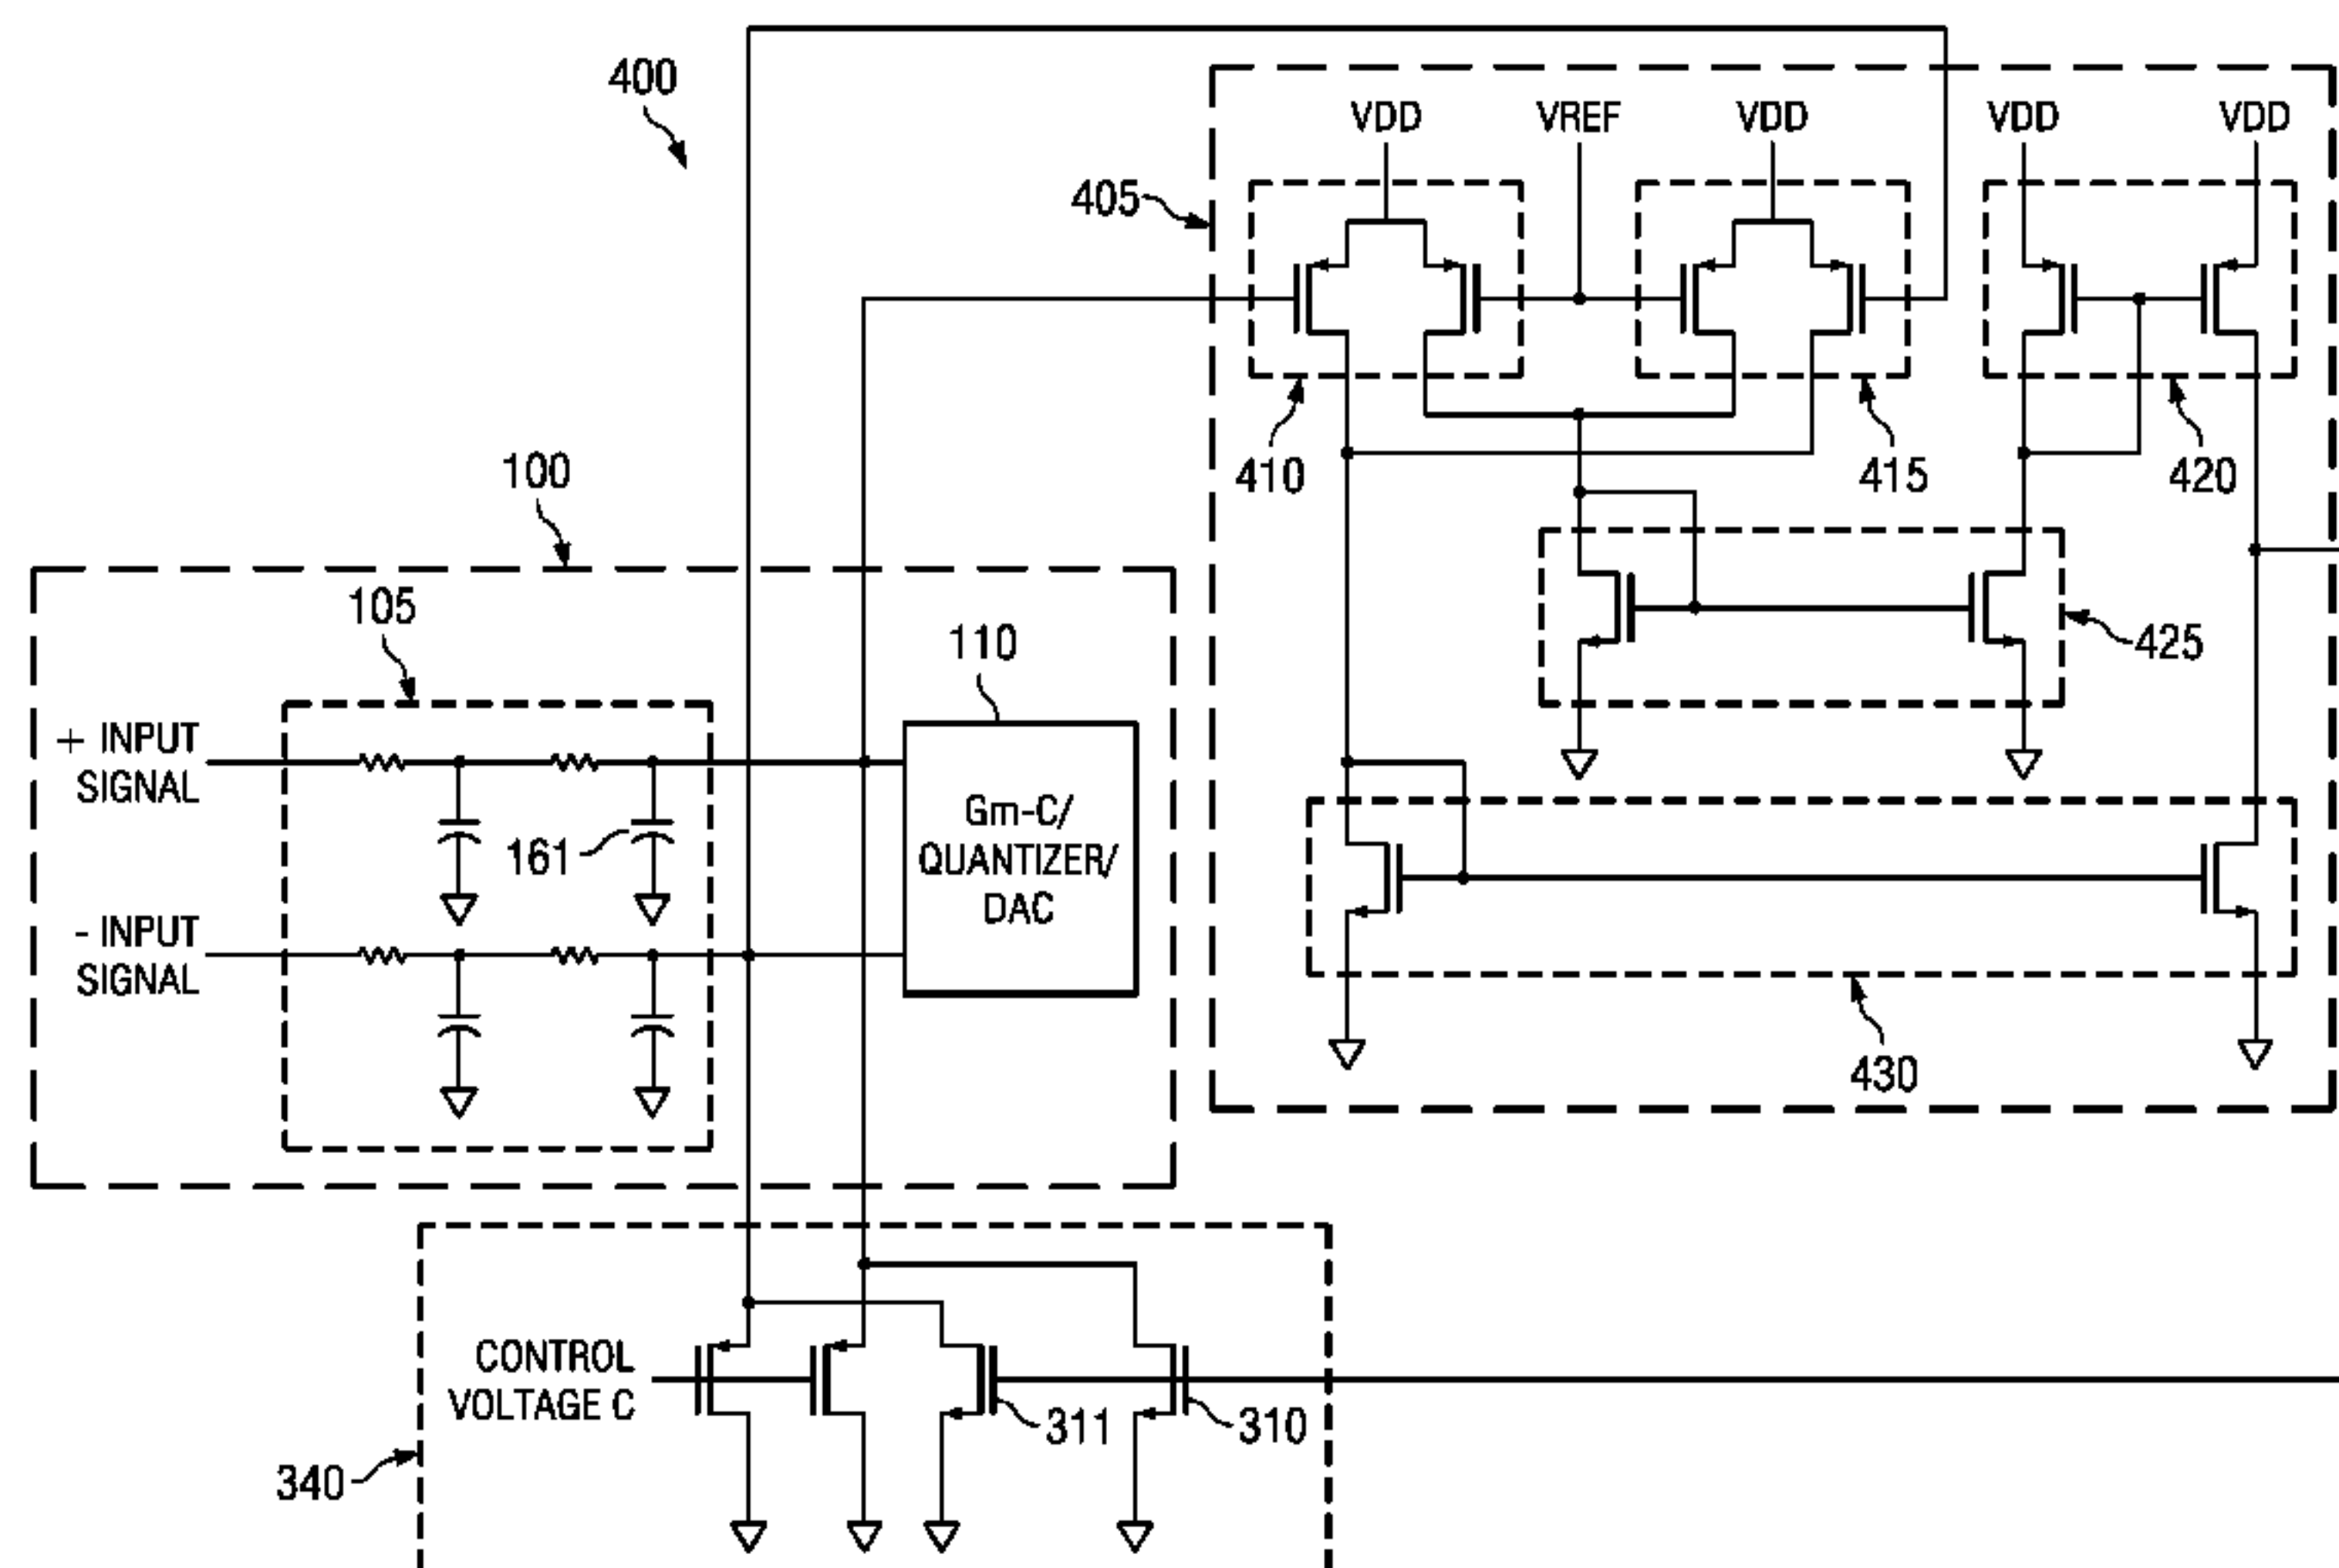 400
VDD
VREF
VDD
VDD
VDD
405
410
415
420
100
105
110
425
+ INPUT
SIGNAL
161
Gm-C/
QUANTIZER/
DAC
- INPUT
SIGNAL
430
CONTROL
VOLTAGE C
311
310
340